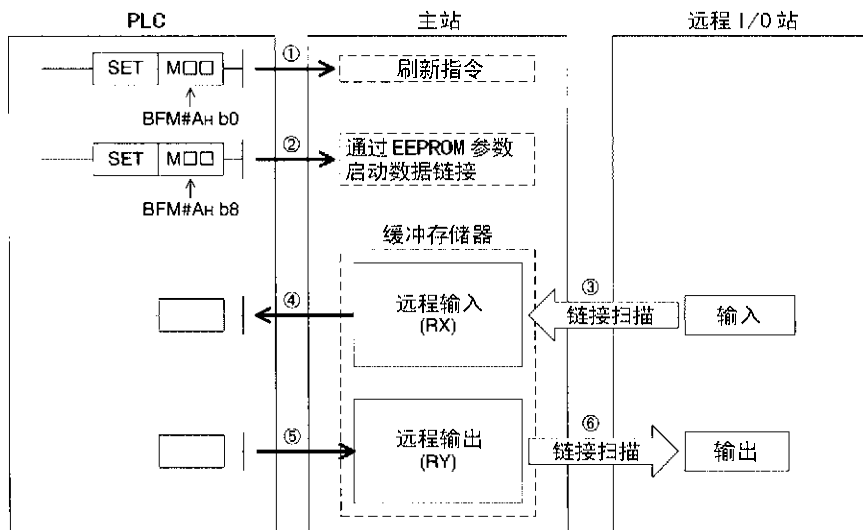 PLC
主站
远程 I/O 站
SET M□□
①
刷新指令
BFM#AH b0
SET M□□
②
通过 EEPROM 参数
启动数据链接
BFM#AH b8
缓冲存储器
④
远程输入
(RX)
③
链接扫描
输入
⑤
远程输出
(RY)
⑥
链接扫描
输出